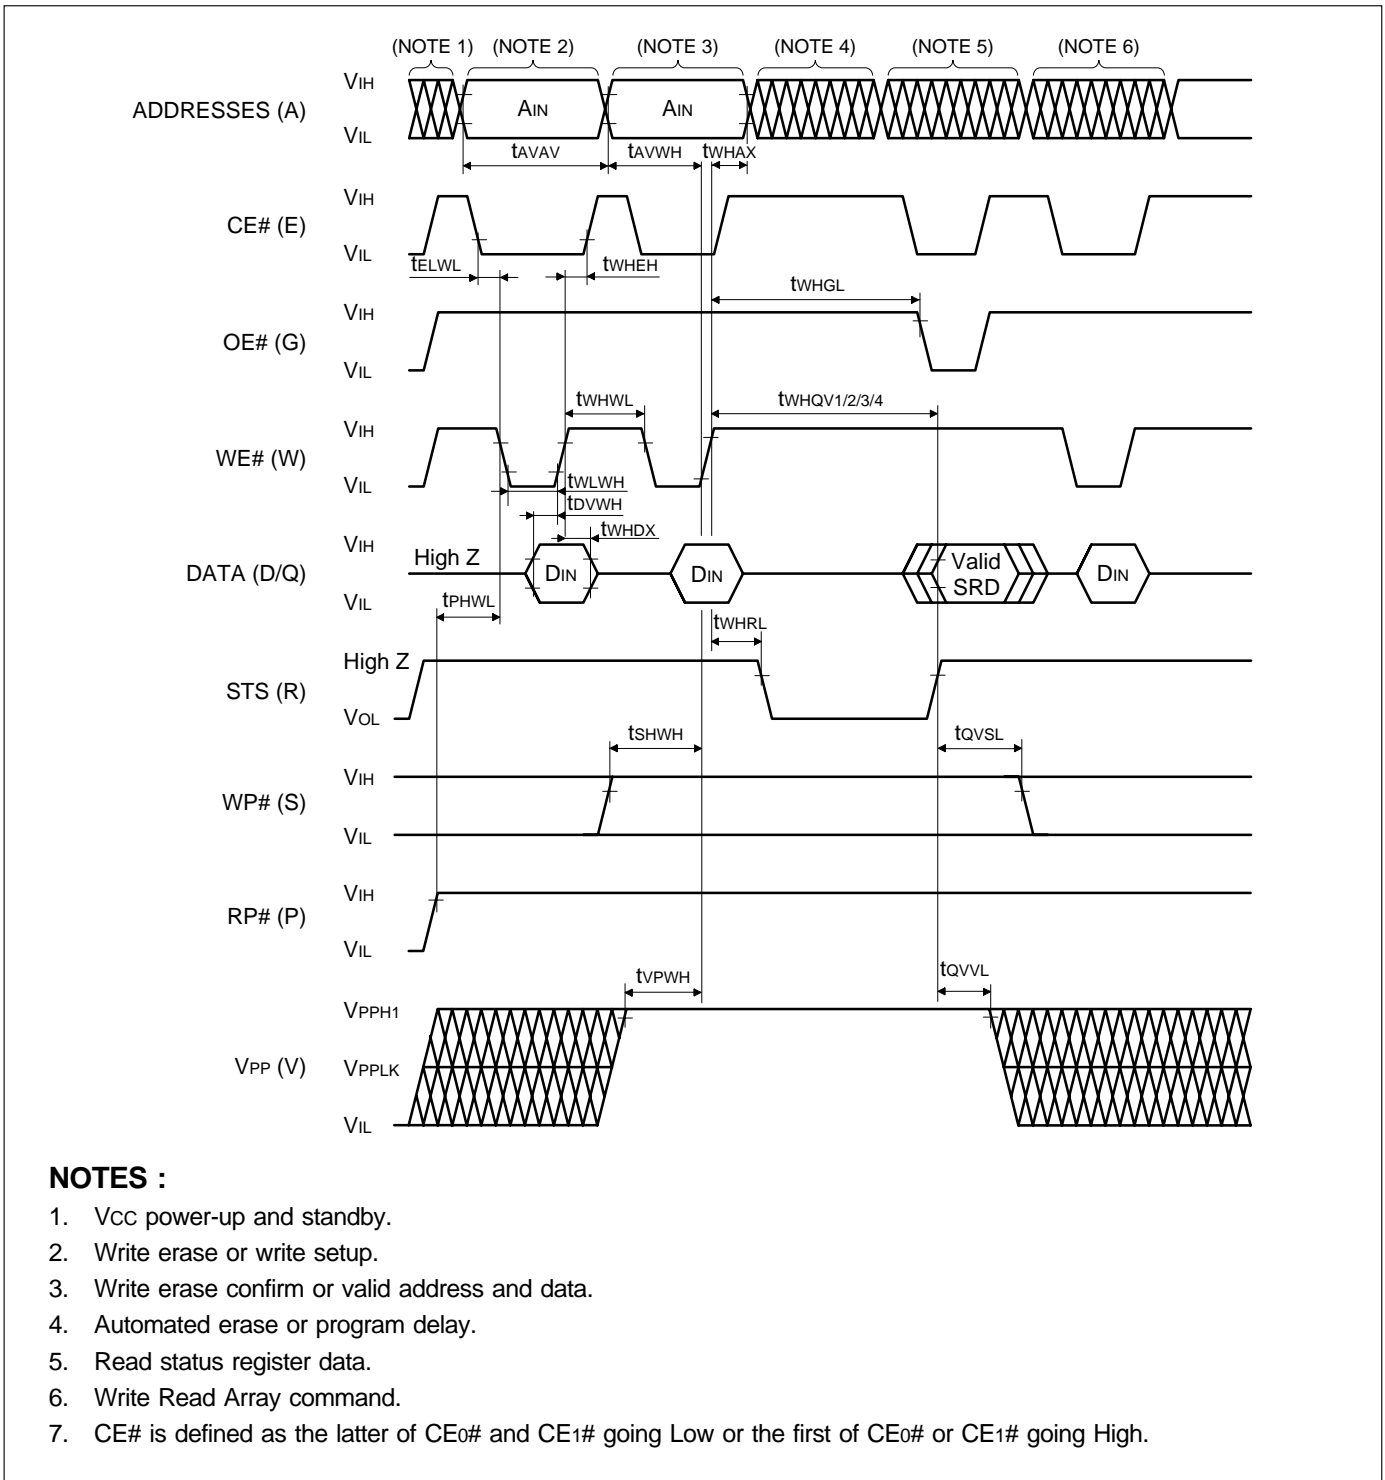 (NOTE 1) (NOTE 2) (NOTE 3) (NOTE 4) (NOTE 5) (NOTE 6)
ADDRESSES (A)
VIH
VIL
AIN
AIN
tAVAV
tAVWH
tWHAX
CE# (E)
VIH
VIL
tELWL
tWHEH
tWHGL
OE# (G)
VIH
VIL
tWHWL
tWHQV1/2/3/4
WE# (W)
VIH
VIL
tWLWH
tDVWH
tWHDX
DATA (D/Q)
VIH
VIL
High Z
DIN
DIN
Valid
SRD
DIN
tPHWL
tWHRL
STS (R)
High Z
VOL
tSHWH
tQVSL
WP# (S)
VIH
VIL
RP# (P)
VIH
VIL
tVPWH
tQVVL
VPP (V)
VPPH1
VPPLK
VIL
NOTES :
1. VCC power-up and standby.
2. Write erase or write setup.
3. Write erase confirm or valid address and data.
4. Automated erase or program delay.
5. Read status register data.
6. Write Read Array command.
7. CE# is defined as the latter of CE0# and CE1# going Low or the first of CE0# or CE1# going High.